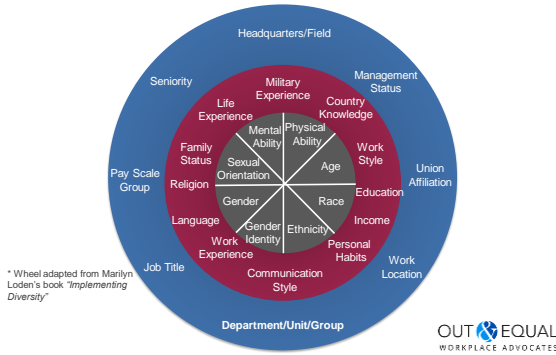 Headquarters/Field
Seniority
Management
Status
Pay Scale
Group
Union
Affiliation
Job Title
Work
Location
Department/Unit/Group
Military
Experience
Life
Experience
Country
Knowledge
Family
Status
Work
Style
Religion
Education
Language
Income
Work
Experience
Personal
Habits
Communication
Style
Mental
Ability
Physical
Ability
Sexual
Orientation
Age
Gender
Race
Gender
Identity
Ethnicity
* Wheel adapted from Marilyn
Loden's book “Implementing
Diversity”
OUT & EQUAL
WORKPLACE ADVOCATES